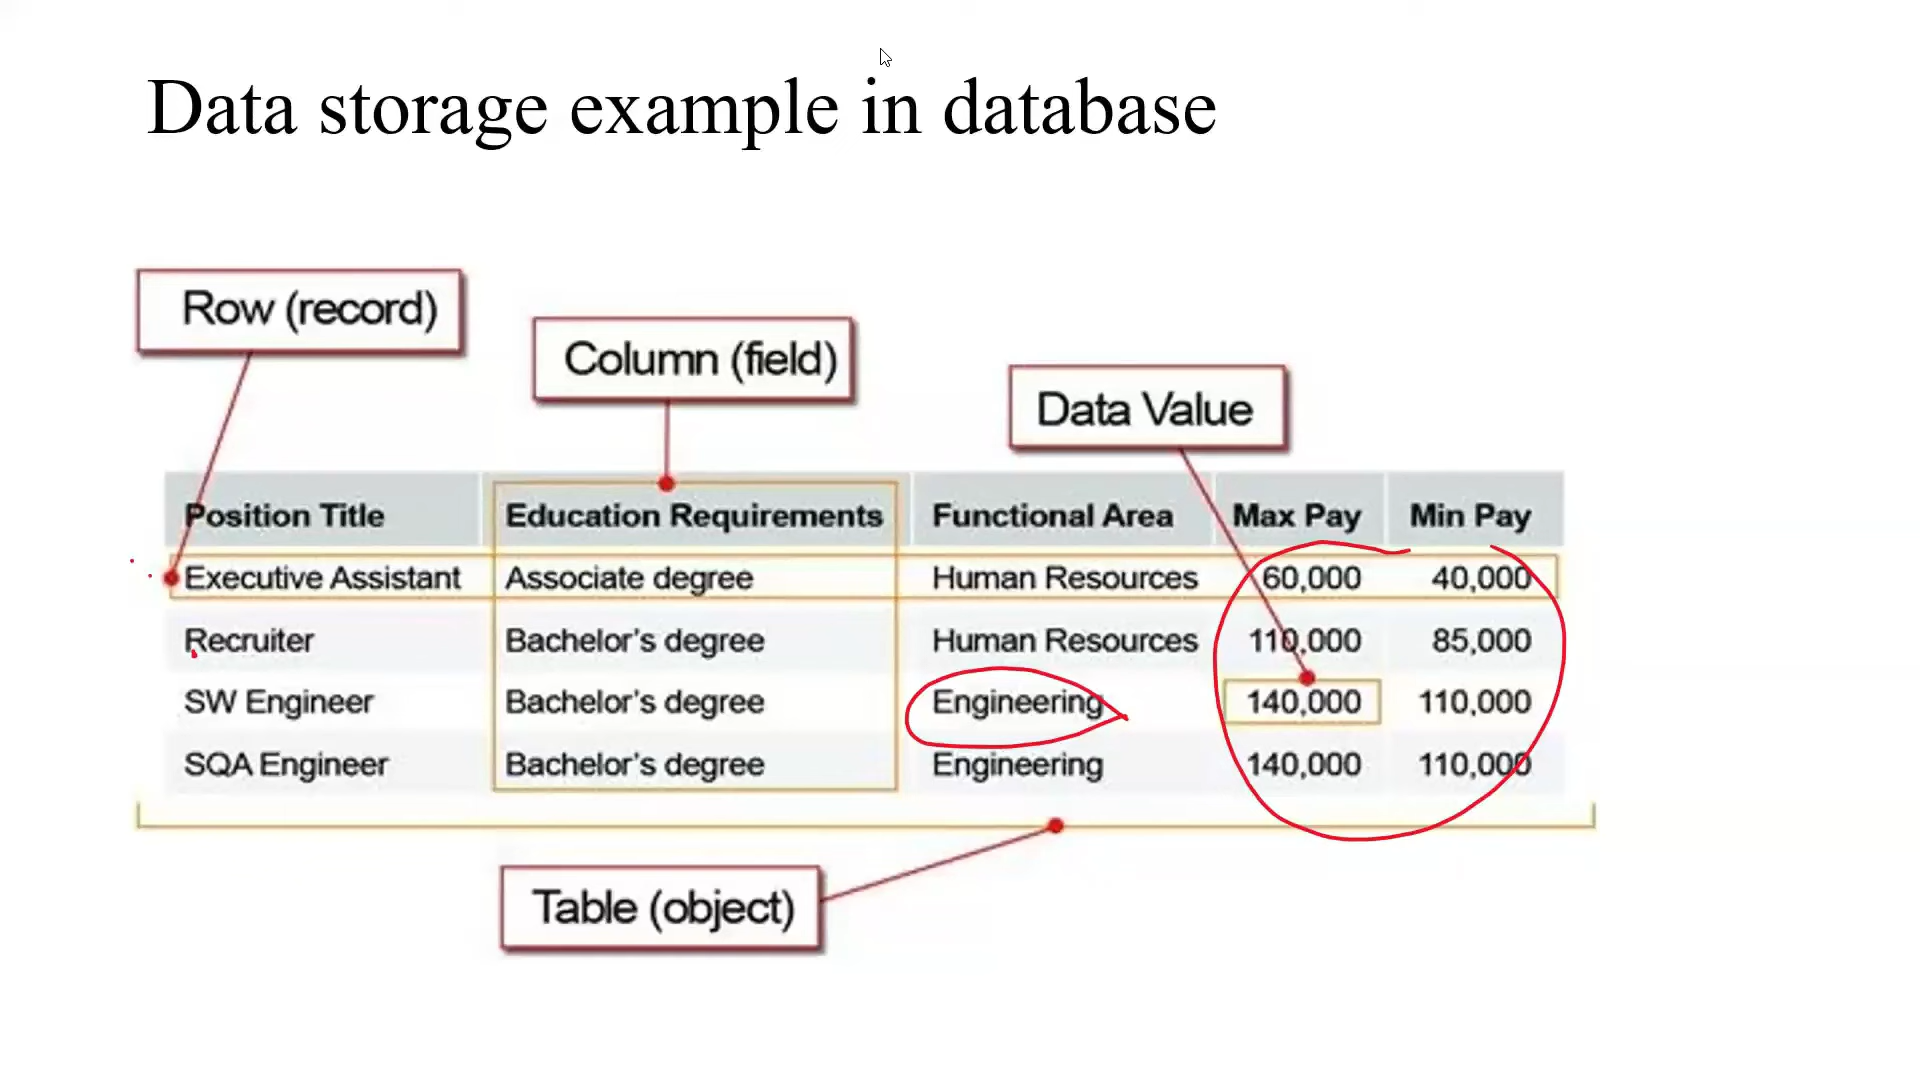 Data storage example in database
Row (record)
Column (field)
Data Value
Position Title Education Requirements Functional Area Max Pay Min Pay
Executive Assistant Associate degree Human Resources 60,000 40,000
Recruiter Bachelor's degree Human Resources 110,000 85,000
SW Engineer Bachelor's degree Engineering 140,000 110,000
SQA Engineer Bachelor's degree Engineering 140,000 110,000
Table (object)